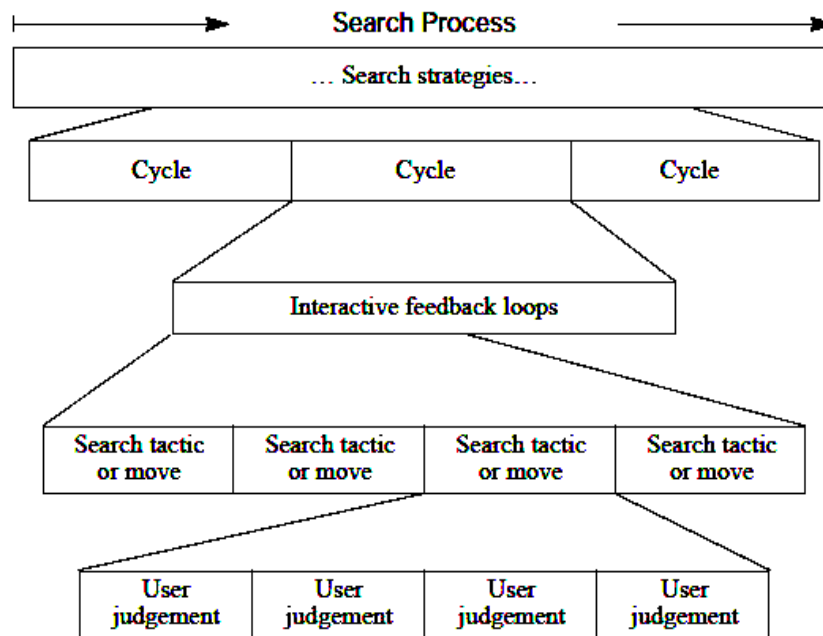 Search Process
… Search strategies…
Cycle Cycle Cycle
Interactive feedback loops
Search tactic Search tactic Search tactic Search tactic
or move or move or move or move
User User User User
judgement judgement judgement judgement